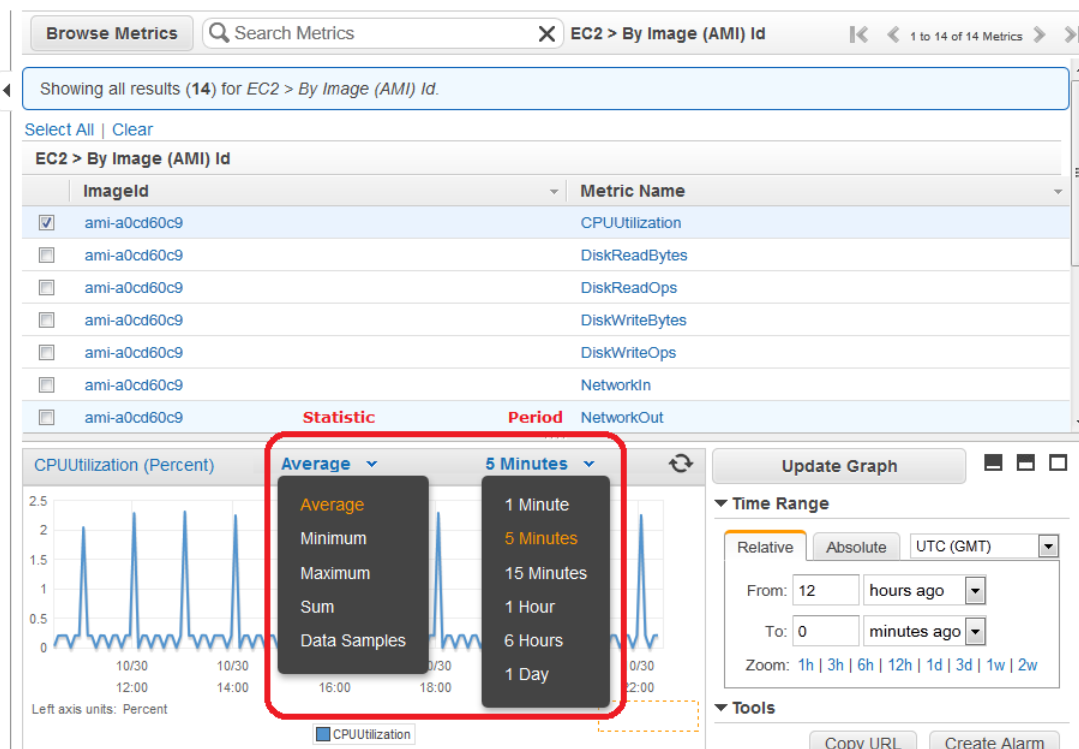 Browse Metrics Search Metrics EC2 > By Image (AMI) Id 1 to 14 of 14 Metrics
Showing all results (14) for EC2 > By Image (AMI) Id.
Select All | Clear
EC2 > By Image (AMI) Id
ImageId Metric Name
ami-a0cd60c9 CPUUtilization
ami-a0cd60c9 DiskReadBytes
ami-a0cd60c9 DiskReadOps
ami-a0cd60c9 DiskWriteBytes
ami-a0cd60c9 DiskWriteOps
ami-a0cd60c9 NetworkIn
ami-a0cd60c9 Statistic Period NetworkOut
CPUUtilization (Percent) Average 5 Minutes
Average
Minimum
Maximum
Sum
Data Samples
1 Minute
5 Minutes
15 Minutes
1 Hour
6 Hours
1 Day
2.5
2
1.5
1
0.5
0
10/30 10/30 0/30 0/30
12:00 14:00 16:00 18:00 22:00
Left axis units: Percent
CPUUtilization
Update Graph
Time Range
Relative Absolute UTC (GMT)
From: 12 hours ago
To: 0 minutes ago
Zoom: 1h | 3h | 6h | 12h | 1d | 3d | 1w | 2w
Tools
Copy URL Create Alarm